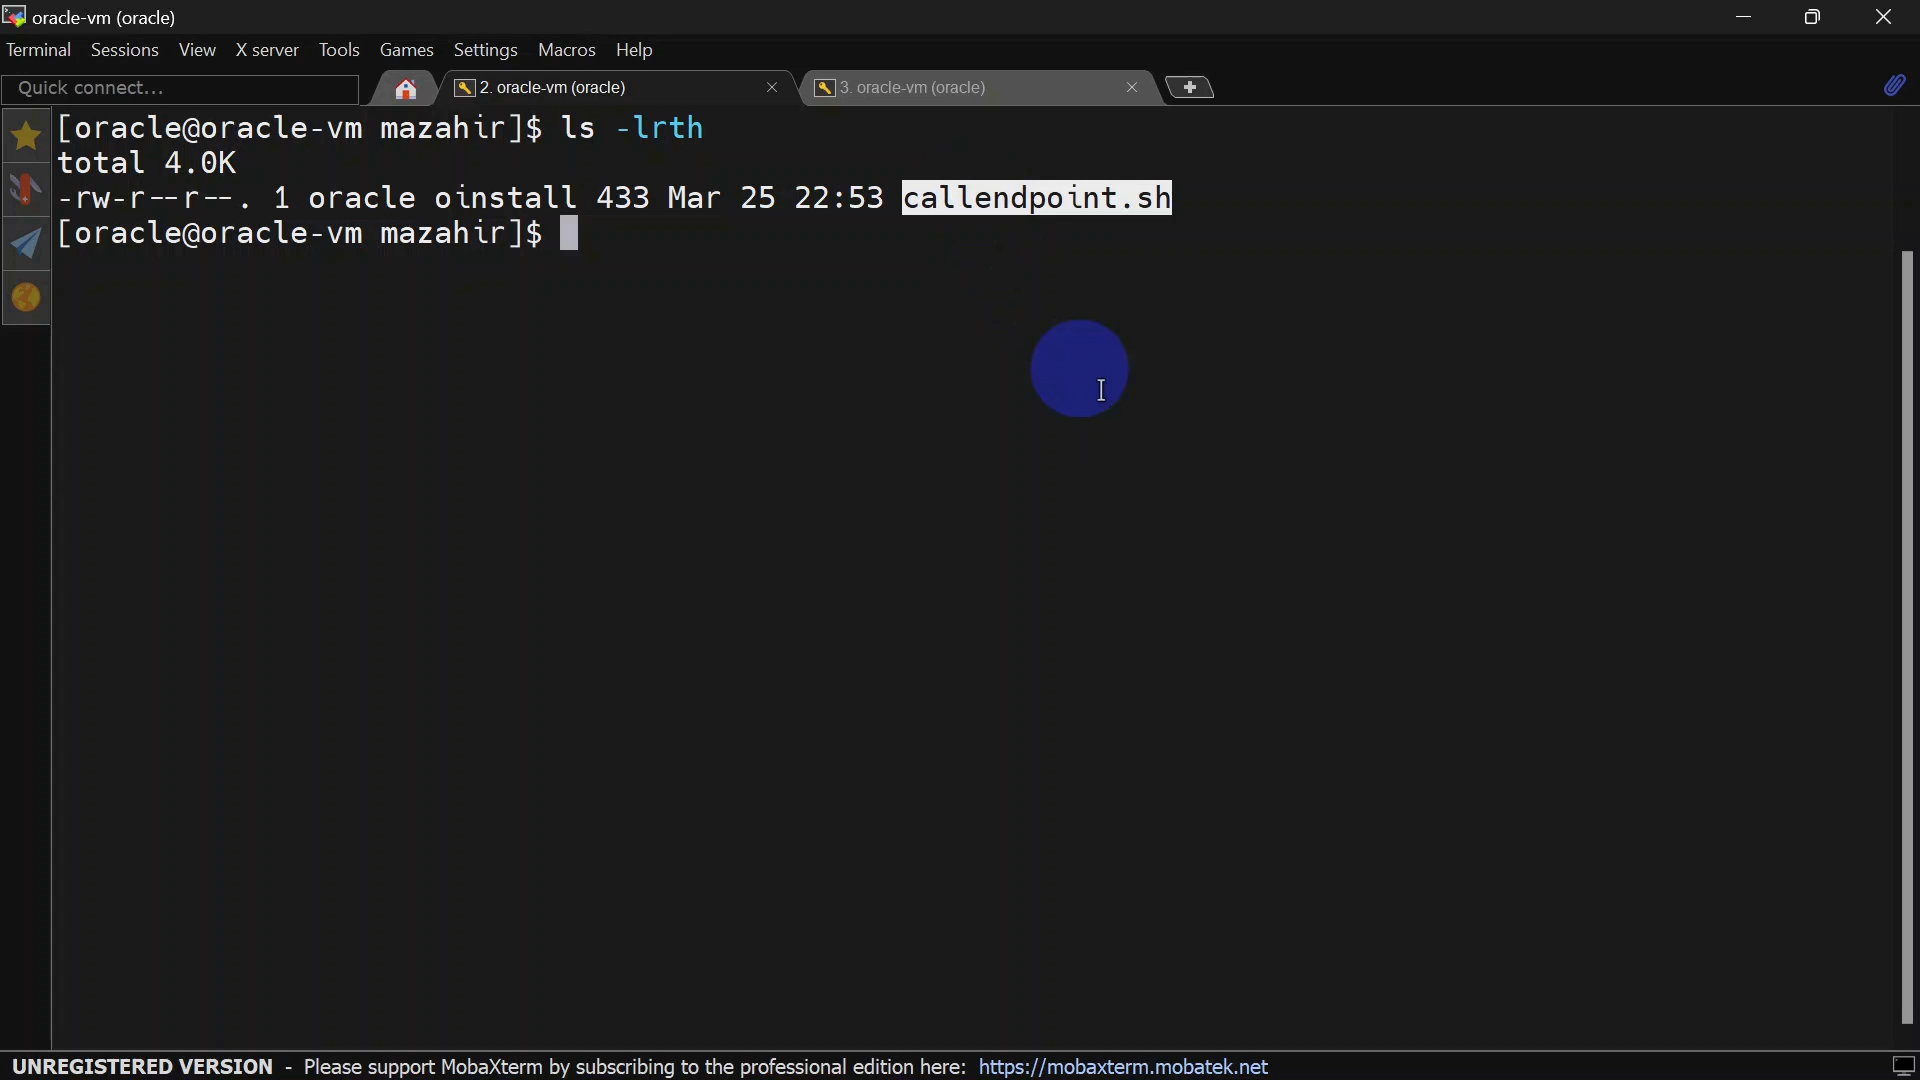 oracle-vm (oracle)
Terminal Sessions View X server Tools Games Settings Macros Help
Quick connect... 2. oracle-vm (oracle) 3. oracle-vm (oracle)
[oracle@oracle-vm mazahir]$ ls -lrth
total 4.0K
-rw-r--r--. 1 oracle oinstall 433 Mar 25 22:53 callendpoint.sh
[oracle@oracle-vm mazahir]$
UNREGISTERED VERSION - Please support MobaXterm by subscribing to the professional edition here: https://mobaxterm.mobatek.net